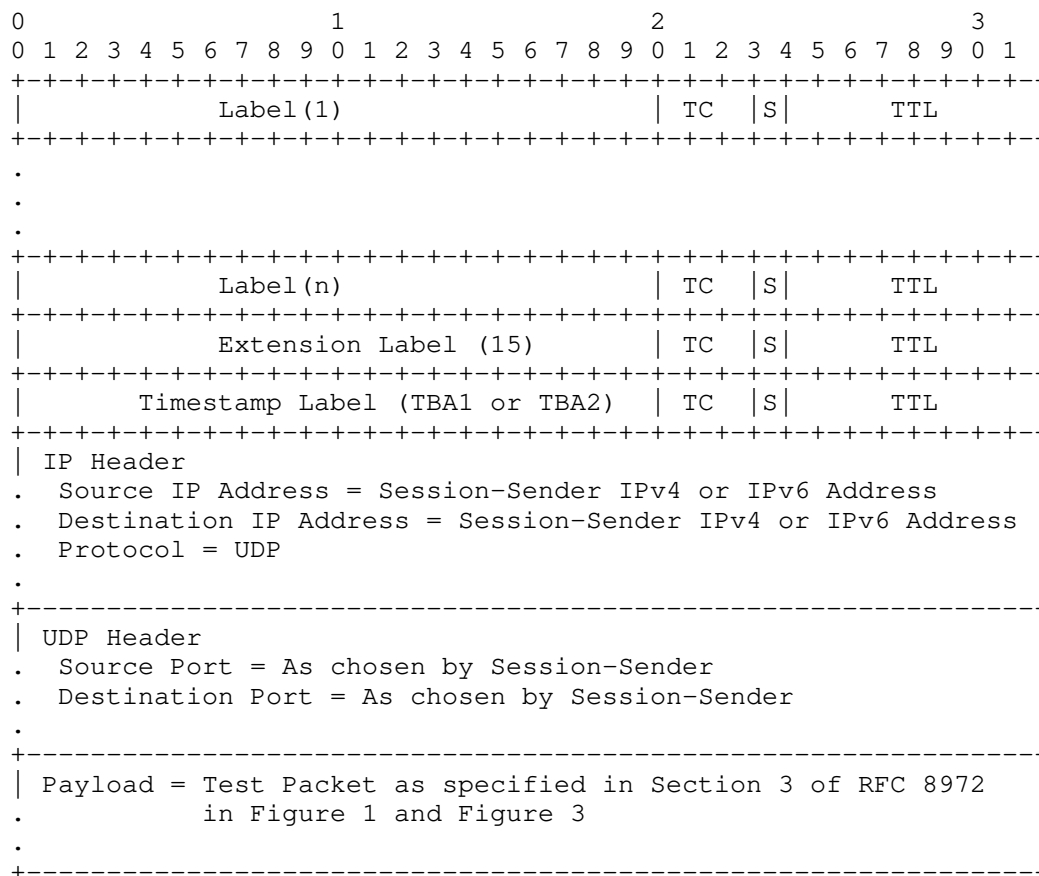 0                   1                   2                   3
0 1 2 3 4 5 6 7 8 9 0 1 2 3 4 5 6 7 8 9 0 1 2 3 4 5 6 7 8 9 0 1
+-+-+-+-+-+-+-+-+-+-+-+-+-+-+-+-+-+-+-+-+-+-+-+-+-+-+-+-+-+-+-+-
|            Label(1)                   | TC  |S|      TTL
+-+-+-+-+-+-+-+-+-+-+-+-+-+-+-+-+-+-+-+-+-+-+-+-+-+-+-+-+-+-+-+-
.
.
.
+-+-+-+-+-+-+-+-+-+-+-+-+-+-+-+-+-+-+-+-+-+-+-+-+-+-+-+-+-+-+-+-
|            Label(n)                   | TC  |S|      TTL
+-+-+-+-+-+-+-+-+-+-+-+-+-+-+-+-+-+-+-+-+-+-+-+-+-+-+-+-+-+-+-+-
|            Extension Label (15)       | TC  |S|      TTL
+-+-+-+-+-+-+-+-+-+-+-+-+-+-+-+-+-+-+-+-+-+-+-+-+-+-+-+-+-+-+-+-
|       Timestamp Label (TBA1 or TBA2)  | TC  |S|      TTL
+-+-+-+-+-+-+-+-+-+-+-+-+-+-+-+-+-+-+-+-+-+-+-+-+-+-+-+-+-+-+-+-
| IP Header
.  Source IP Address = Session-Sender IPv4 or IPv6 Address
.  Destination IP Address = Session-Sender IPv4 or IPv6 Address
.  Protocol = UDP
.
+---------------------------------------------------------------
| UDP Header
.  Source Port = As chosen by Session-Sender
.  Destination Port = As chosen by Session-Sender
.
+---------------------------------------------------------------
| Payload = Test Packet as specified in Section 3 of RFC 8972
.           in Figure 1 and Figure 3
.
+---------------------------------------------------------------